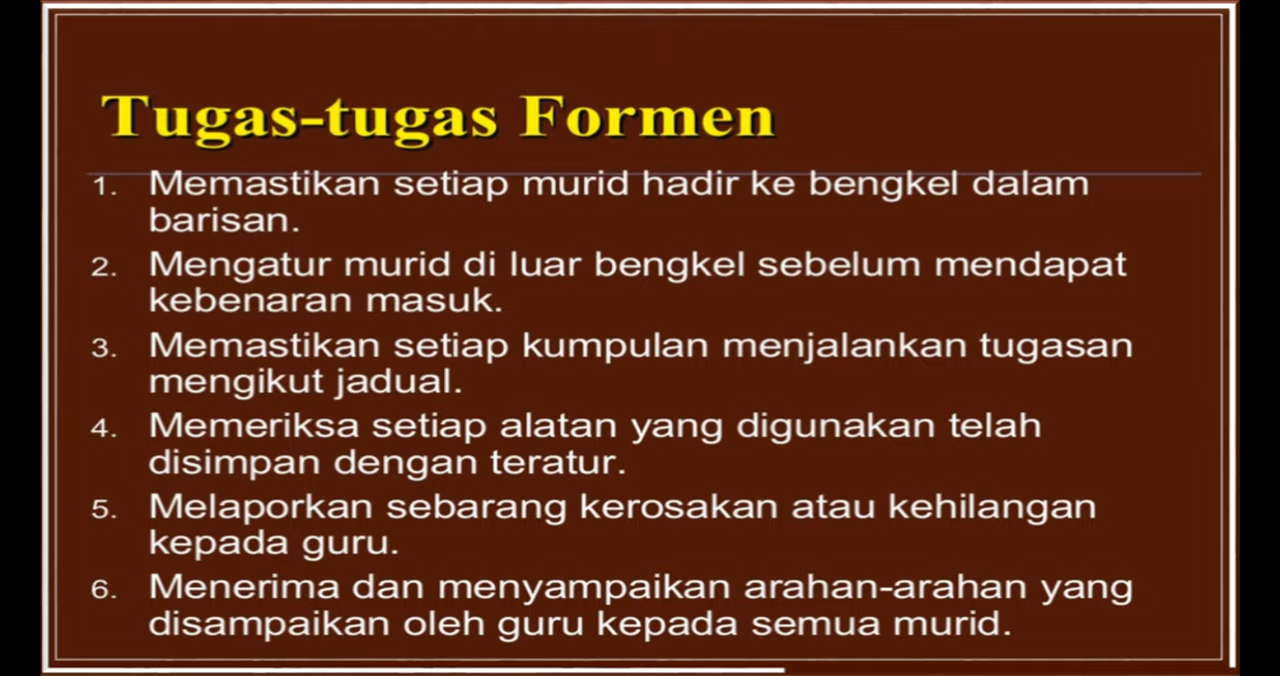 Tugas-tugas Formen
1. Memastikan setiap murid hadir ke bengkel dalam
barisan.
2. Mengatur murid di luar bengkel sebelum mendapat
kebenaran masuk.
3. Memastikan setiap kumpulan menjalankan tugasan
mengikut jadual.
4. Memeriksa setiap alatan yang digunakan telah
disimpan dengan teratur.
5. Melaporkan sebarang kerosakan atau kehilangan
kepada guru.
6. Menerima dan menyampaikan arahan-arahan yang
disampaikan oleh guru kepada semua murid.